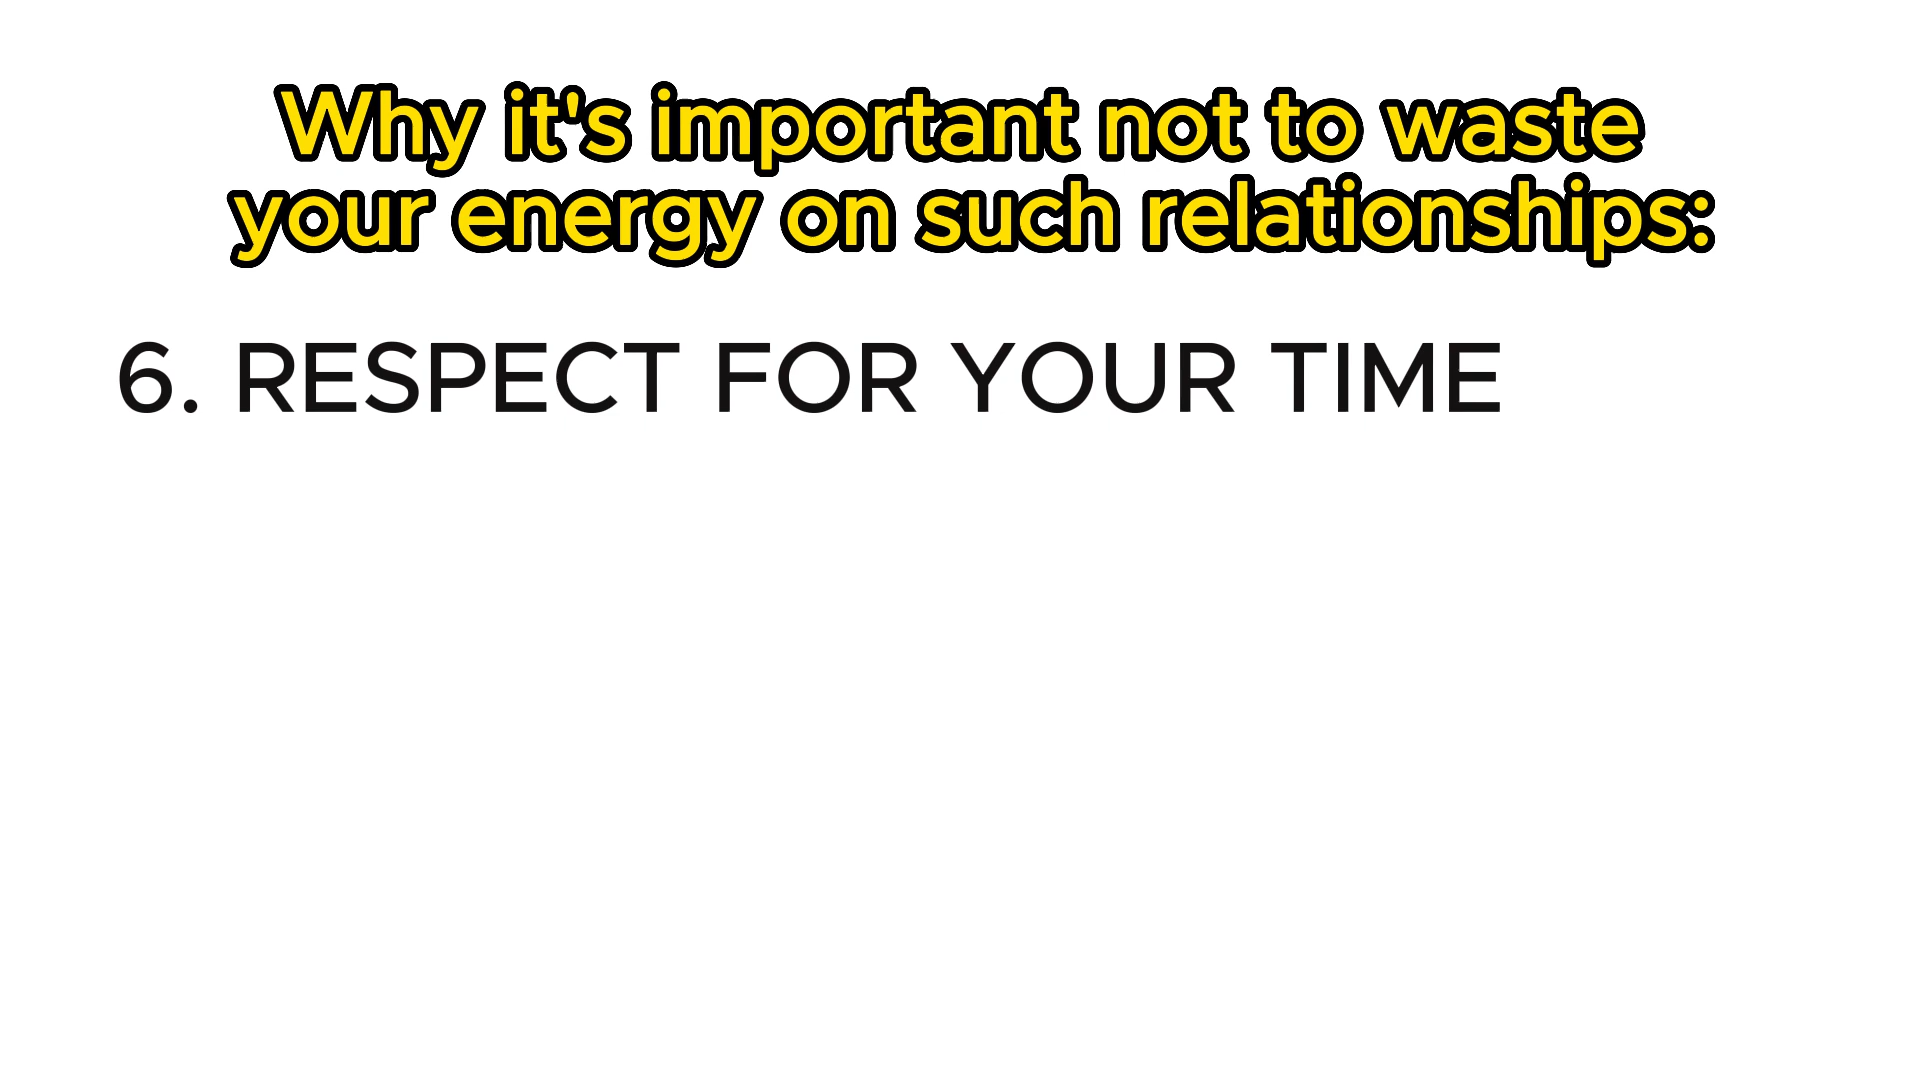 Why it's important not to waste
your energy on such relationships:
6. RESPECT FOR YOUR TIME